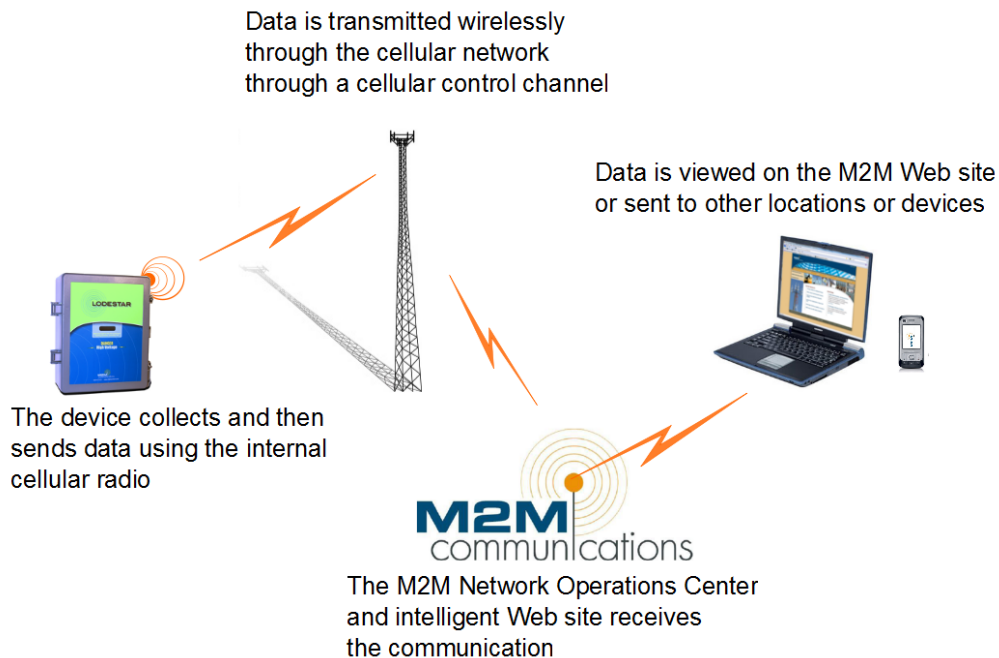 Data is transmitted wirelessly
through the cellular network
through a cellular control channel
Data is viewed on the M2M Web site
or sent to other locations or devices
LODESTAR
The device collects and then
sends data using the internal
cellular radio
M2M
communications
The M2M Network Operations Center
and intelligent Web site receives
the communication